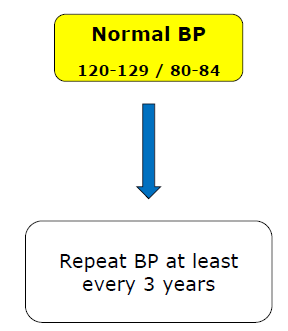 Normal BP
120-129 / 80-84
Repeat BP at least
every 3 years